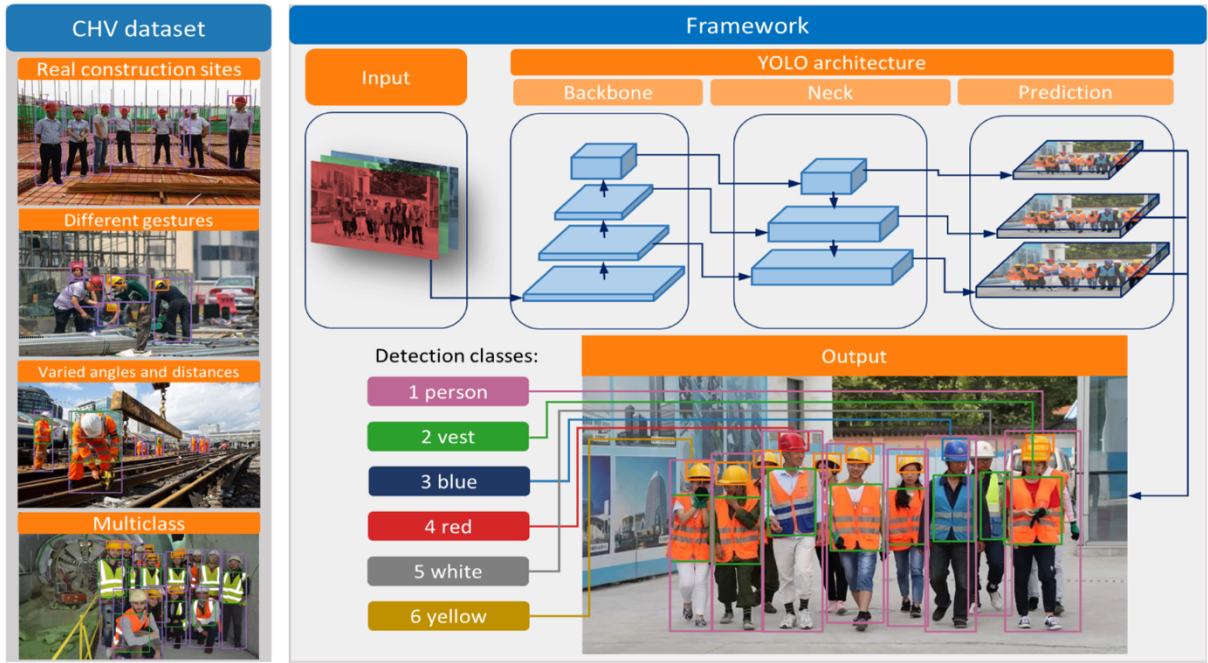 CHV dataset
Real construction sites
Different gestures
Varied angles and distances
Multiclass
Framework
Input
YOLO architecture
Backbone
Neck
Prediction
Detection classes:
1 person
2 vest
3 blue
4 red
5 white
6 yellow
Output